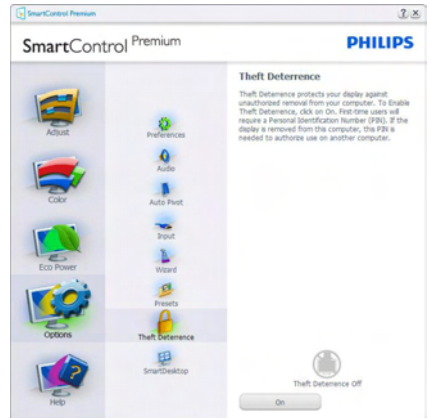 SmartControl Premium
SmartControl Premium
PHILIPS
Adjust
Color
Eco Power
Options
Help
Preferences
Audio
Auto Pivot
Input
Wizard
Presets
Theft Deterrence
SmartDesktop
Theft Deterrence
Theft Deterrence protects your display against
unauthorized removal from your computer. To Enable
Theft Deterrence, click on On. First-time users will
require a Personal Identification Number (PIN). If the
display is removed from this computer, this PIN is
needed to authorize use on another computer.
Theft Deterrence Off
On